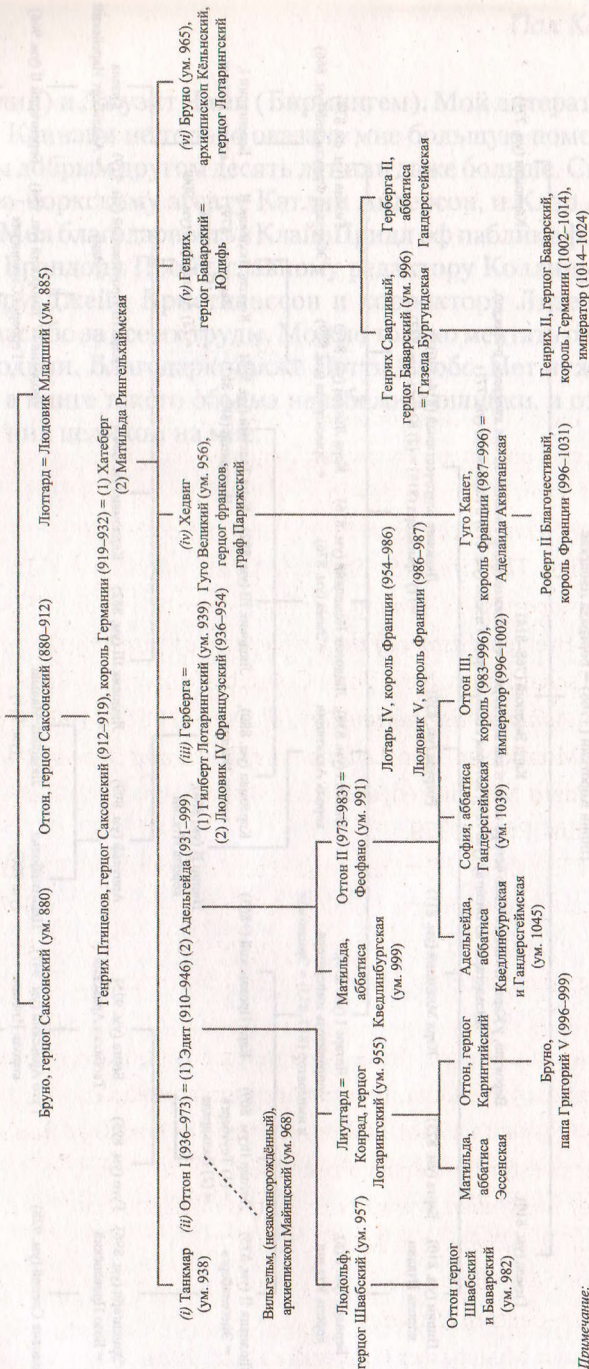 Бруно, герцог Саксонский (ум. 880)
Оттон, герцог Саксонский (880–912)
Лютгард = Людовик Младший (ум. 885)
Генрих Птицелов, герцог Саксонский (912–919), король Германии (919–932) = (1) Хатеберг
(2) Матильда Рингельхаймская
(i) Танкмар
(ум. 938)
(ii) Оттон I (936–973) = (1) Эдит (910–946) (2) Адельгейда (931–999)
(iii) Герберга =
(1) Гилберт Лотарингский (ум. 939)
(2) Людовик IV Французский (936–954)
(iv) Хедвиг
Гуго Великий (ум. 956),
герцог франков,
граф Парижский
(v) Генрих,
герцог Баварский =
Юдифь
(vi) Бруно (ум. 965),
архиепископ Кёльнский,
герцог Лотарингский
Вильгельм, (незаконнорождённый),
архиепископ Майнцский (ум. 968)
Людольф,
герцог Швабский (ум. 957)
Лиутгард =
Конрад, герцог
Лотарингский (ум. 955)
Матильда,
аббатиса
Кведлинбургская
(ум. 999)
Оттон II (973–983) =
Феофано (ум. 991)
Лотарь IV, король Франции (954–986)
Людовик V, король Франции (986–987)
Генрих Сварливый,
герцог Баварский (ум. 996)
= Гизела Бургундская
Герберга II,
аббатиса
Гандерсгеймская
Оттон герцог
Швабский
и Баварский
(ум. 982)
Матильда,
аббатиса
Эссенская
Оттон, герцог
Каринтийский
Адельгейда,
аббатиса
Кведлинбургская
и Гандерсгеймская
(ум. 1045)
София, аббатиса
Гандерсгеймская
(ум. 1039)
Оттон III,
король (983–996),
император (996–1002)
Гуго Капет,
король Франции (987–996) =
Аделаида Аквитанская
Бруно,
папа Григорий V (996–999)
Роберт II Благочестивый,
король Франции (996–1031)
Генрих II, герцог Баварский,
король Германии (1002–1014),
император (1014–1024)
Примечание: